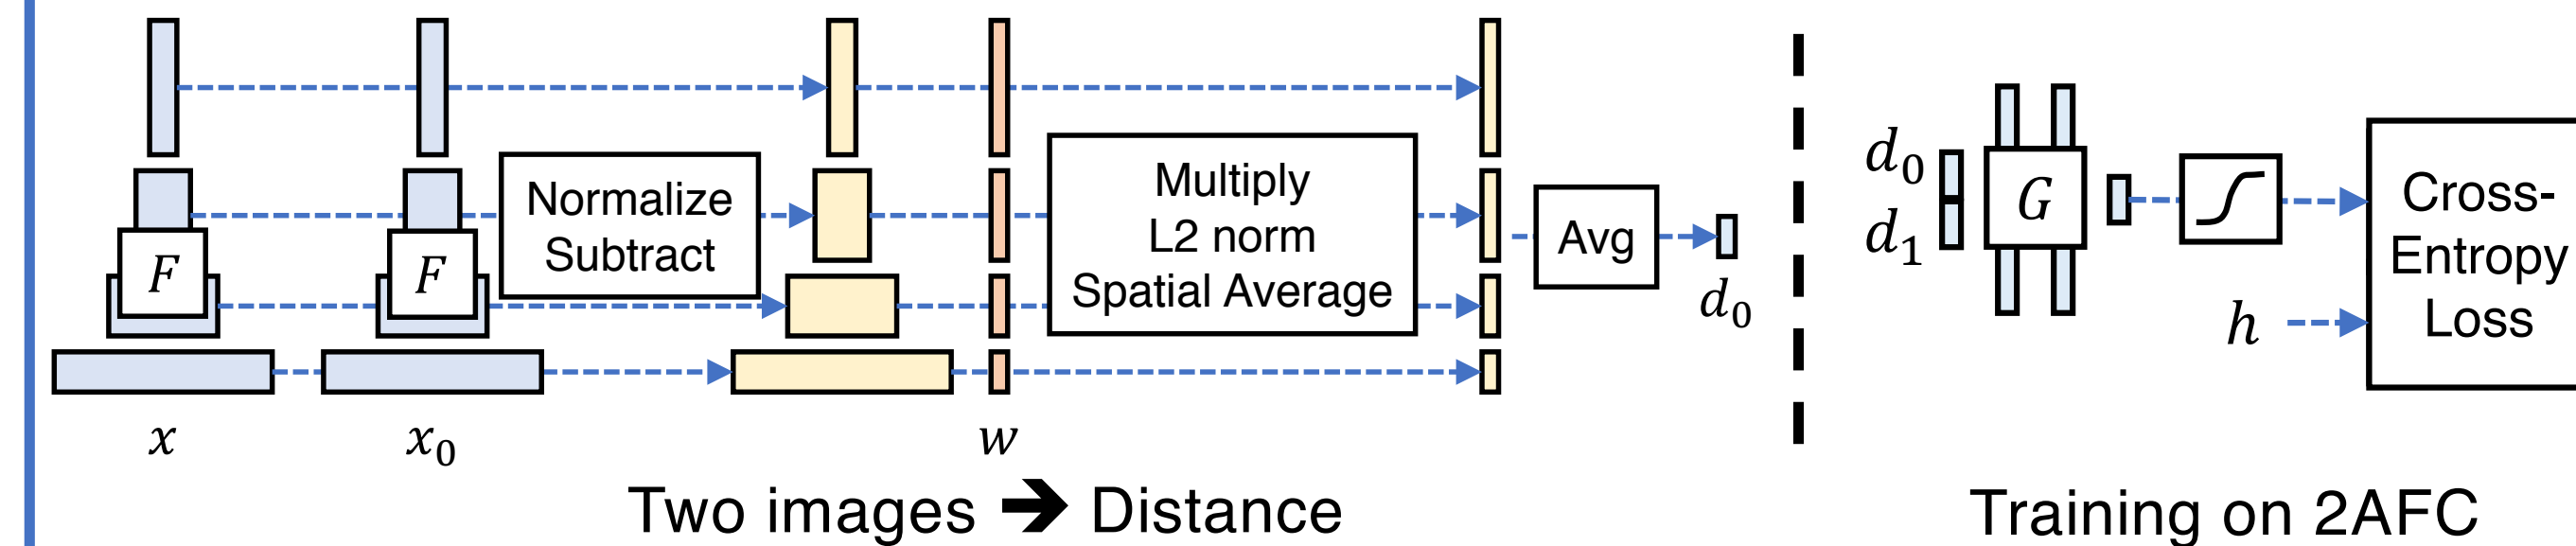 F
F
Normalize
Subtract
Multiply
L2 norm
Spatial Average
Avg
d₀
x
x₀
w
Two images ➔ Distance
d₀
d₁
G
h
Cross-
Entropy
Loss
Training on 2AFC